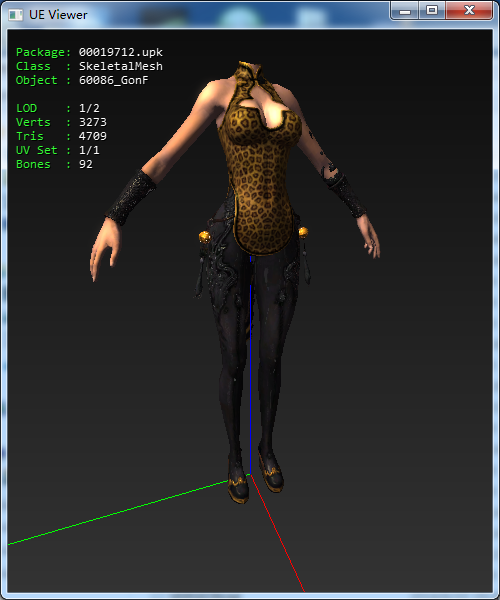 UE Viewer
Package: 00019712.upk
Class : SkeletalMesh
Object : 60086_GonF
LOD : 1/2
Verts : 3273
Tris : 4709
UV Set : 1/1
Bones : 92